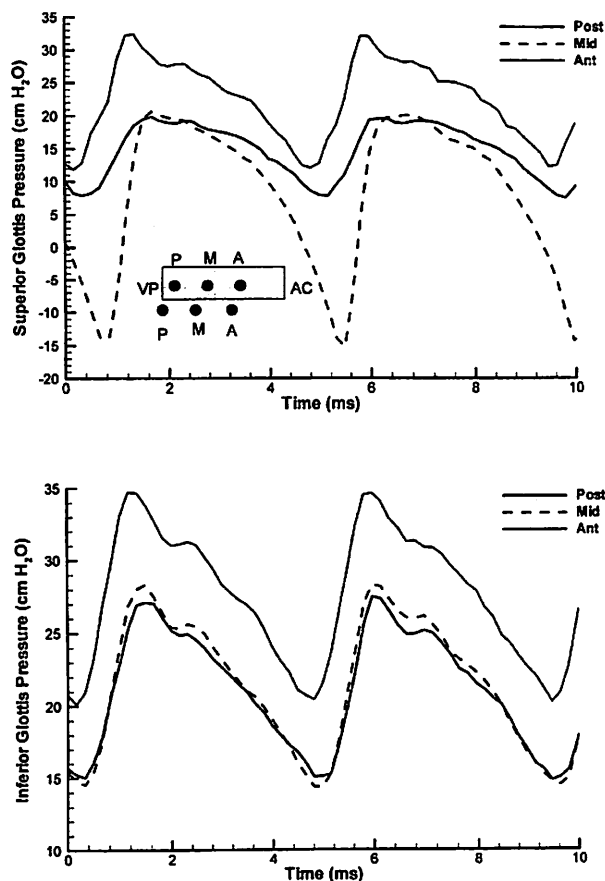 Superior Glottis Pressure (cm H₂O)
35
30
25
20
15
10
5
0
-5
-10
-15
-20
Post
Mid
Ant
P M A
VP AC
P M A
0 2 4 6 8 10
Time (ms)
Inferior Glottis Pressure (cm H₂O)
35
30
25
20
15
10
Post
Mid
Ant
0 2 4 6 8 10
Time (ms)